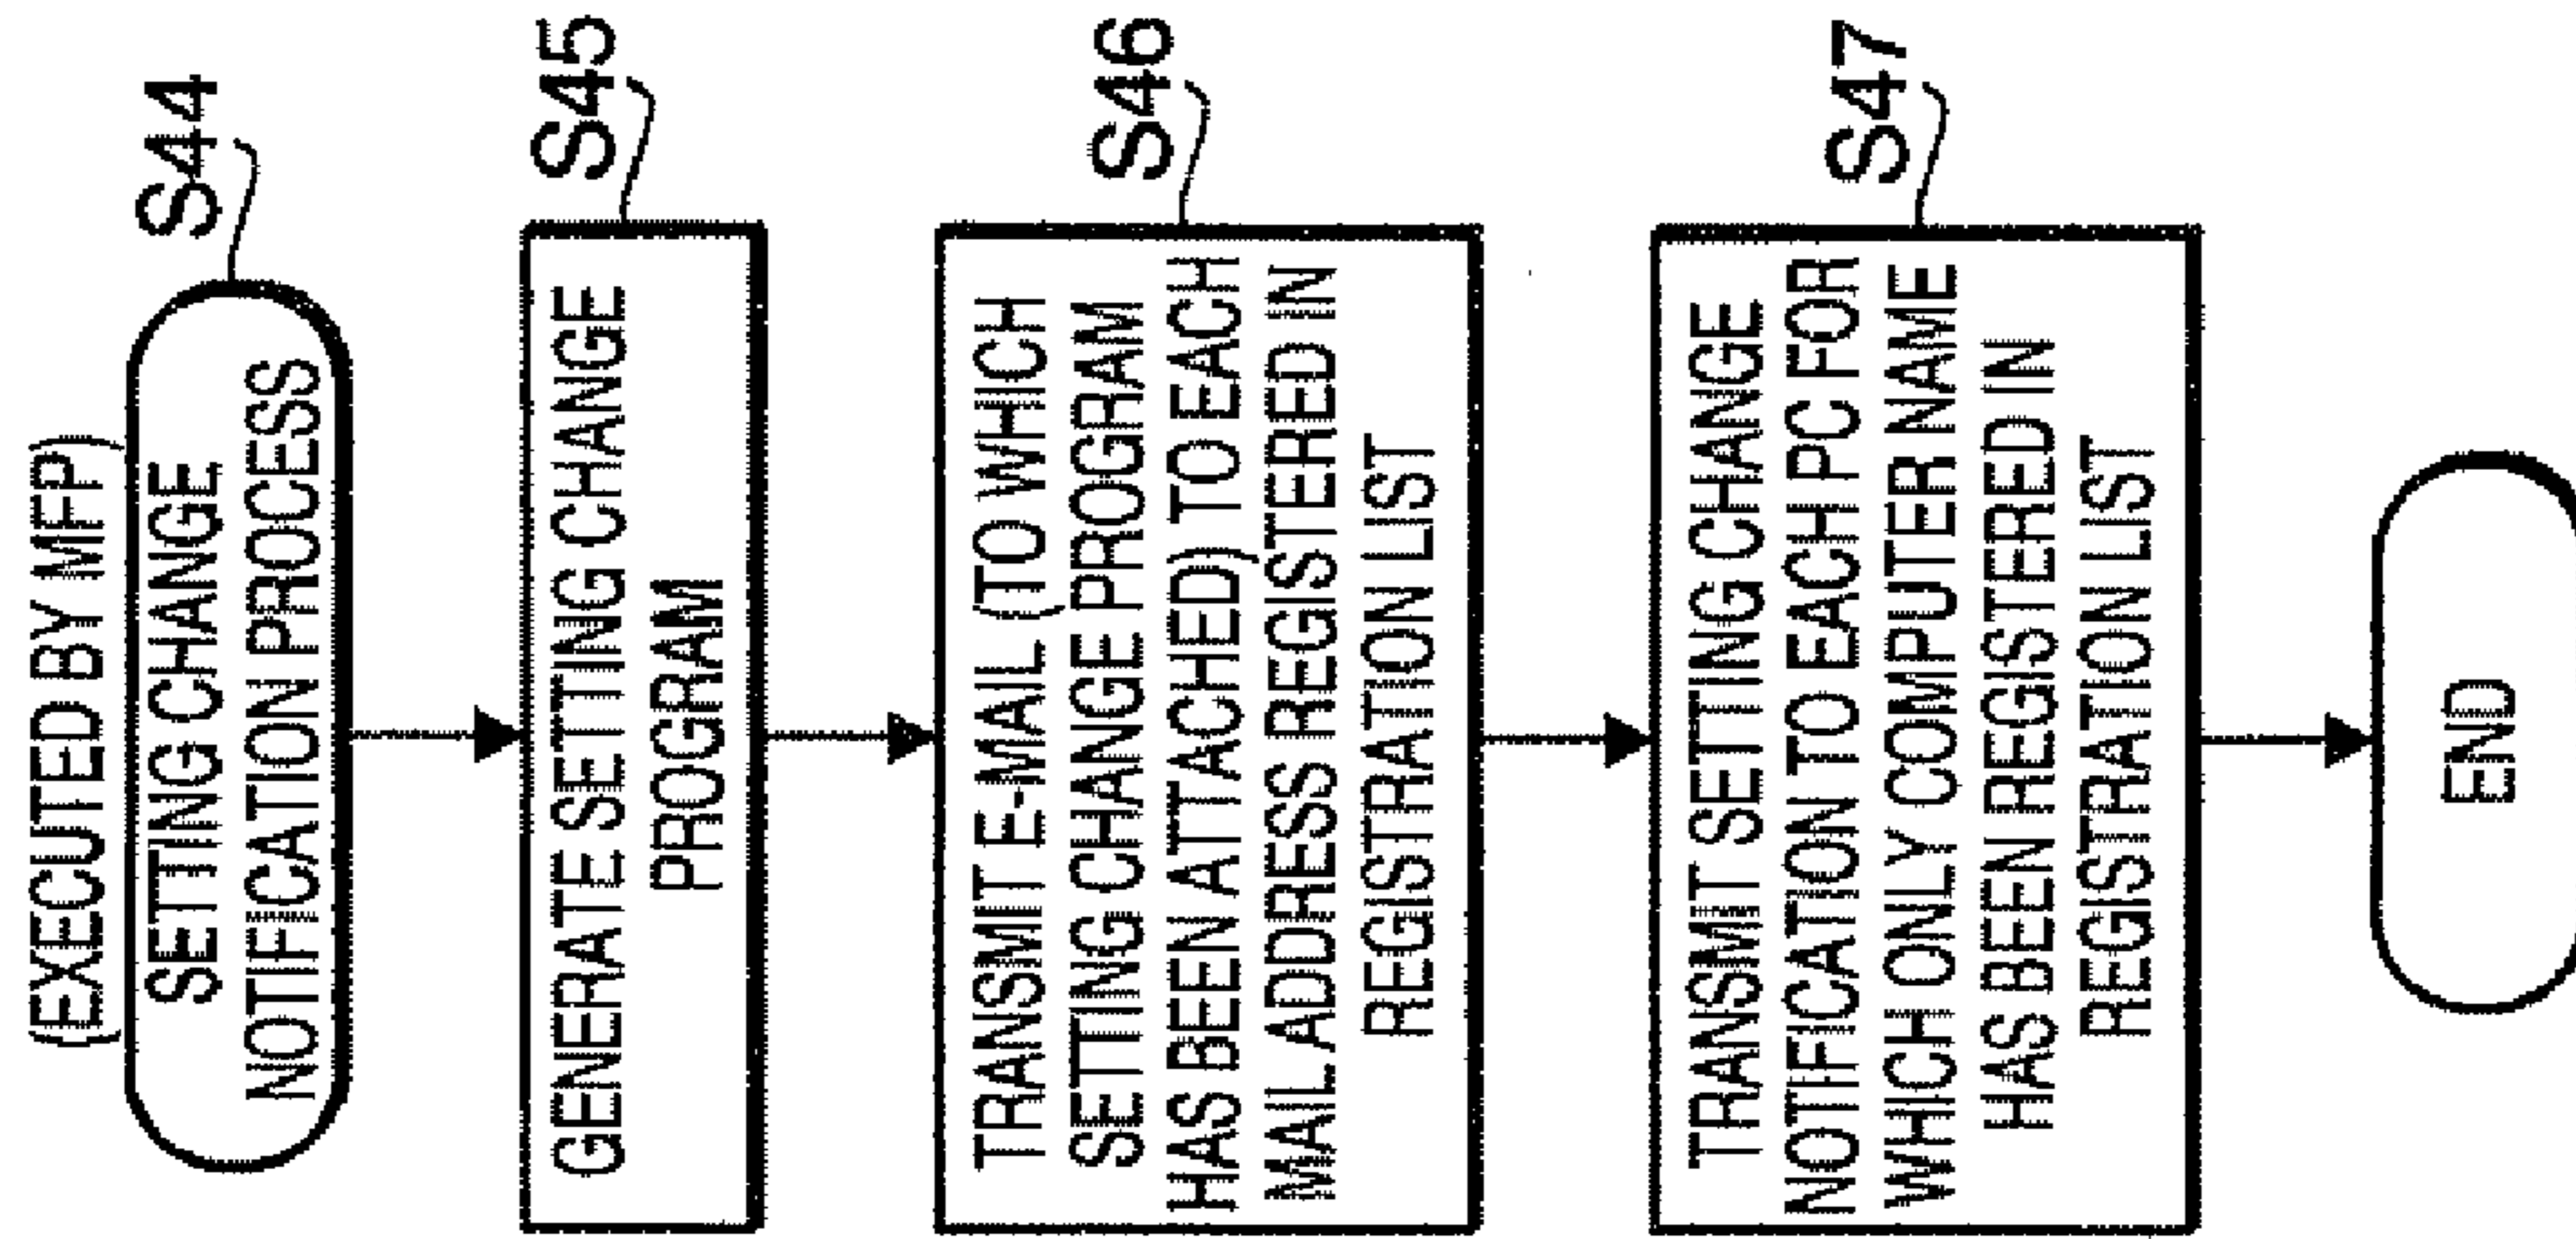 (EXECUTED BY MFP)
S44
SETTING CHANGE
NOTIFICATION PROCESS
S45
GENERATE SETTING CHANGE
PROGRAM
S46
TRANSMIT E-MAIL (TO WHICH
SETTING CHANGE PROGRAM
HAS BEEN ATTACHED) TO EACH
MAIL ADDRESS REGISTERED IN
REGISTRATION LIST
S47
TRANSMIT SETTING CHANGE
NOTIFICATION TO EACH PC FOR
WHICH ONLY COMPUTER NAME
HAS BEEN REGISTERED IN
REGISTRATION LIST
END